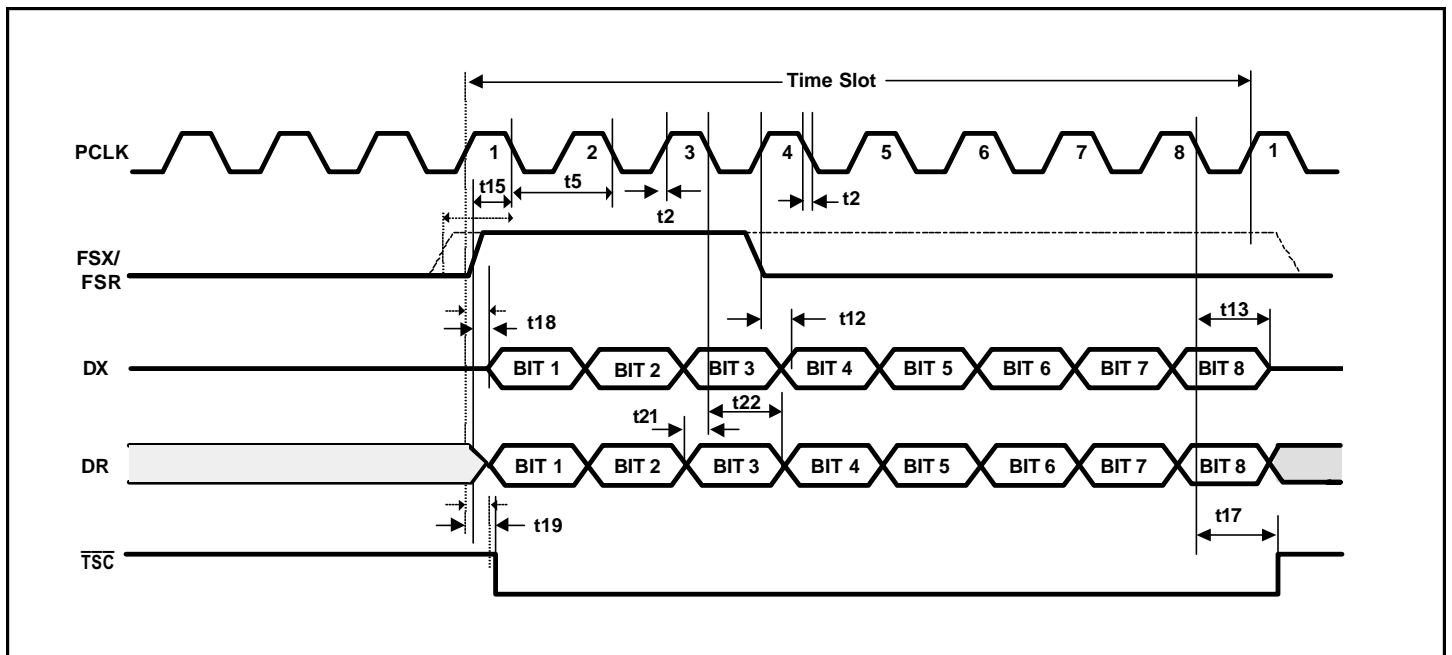 Time Slot
PCLK
1 2 3 4 5 6 7 8 1
t15 t5 t2 t2
FSX/
FSR
t18 t12 t13
DX
BIT 1 BIT 2 BIT 3 BIT 4 BIT 5 BIT 6 BIT 7 BIT 8
t21 t22
DR
BIT 1 BIT 2 BIT 3 BIT 4 BIT 5 BIT 6 BIT 7 BIT 8
t19 t17
TSC